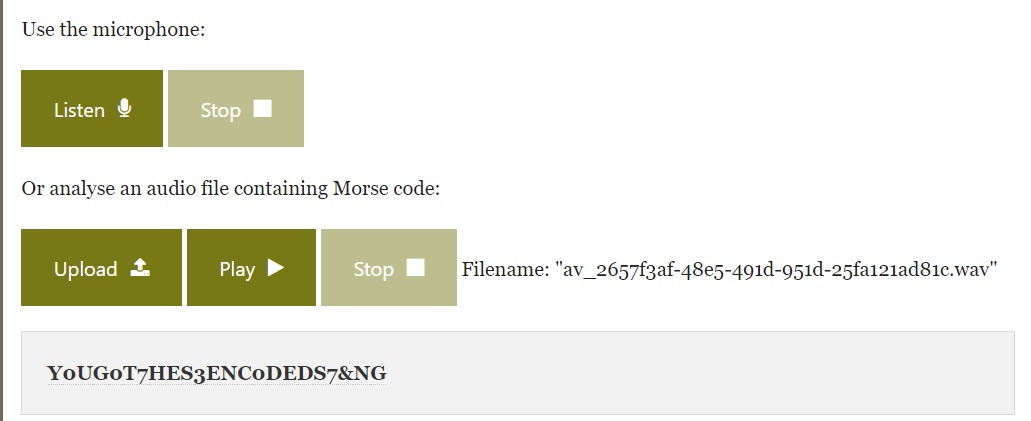 Use the microphone:
Listen Stop
Or analyse an audio file containing Morse code:
Upload Play Stop Filename: "av_2657f3af-48e5-491d-951d-25fa121ad81c.wav"
Y0UG0T7HES3ENC0DEDS7&NG